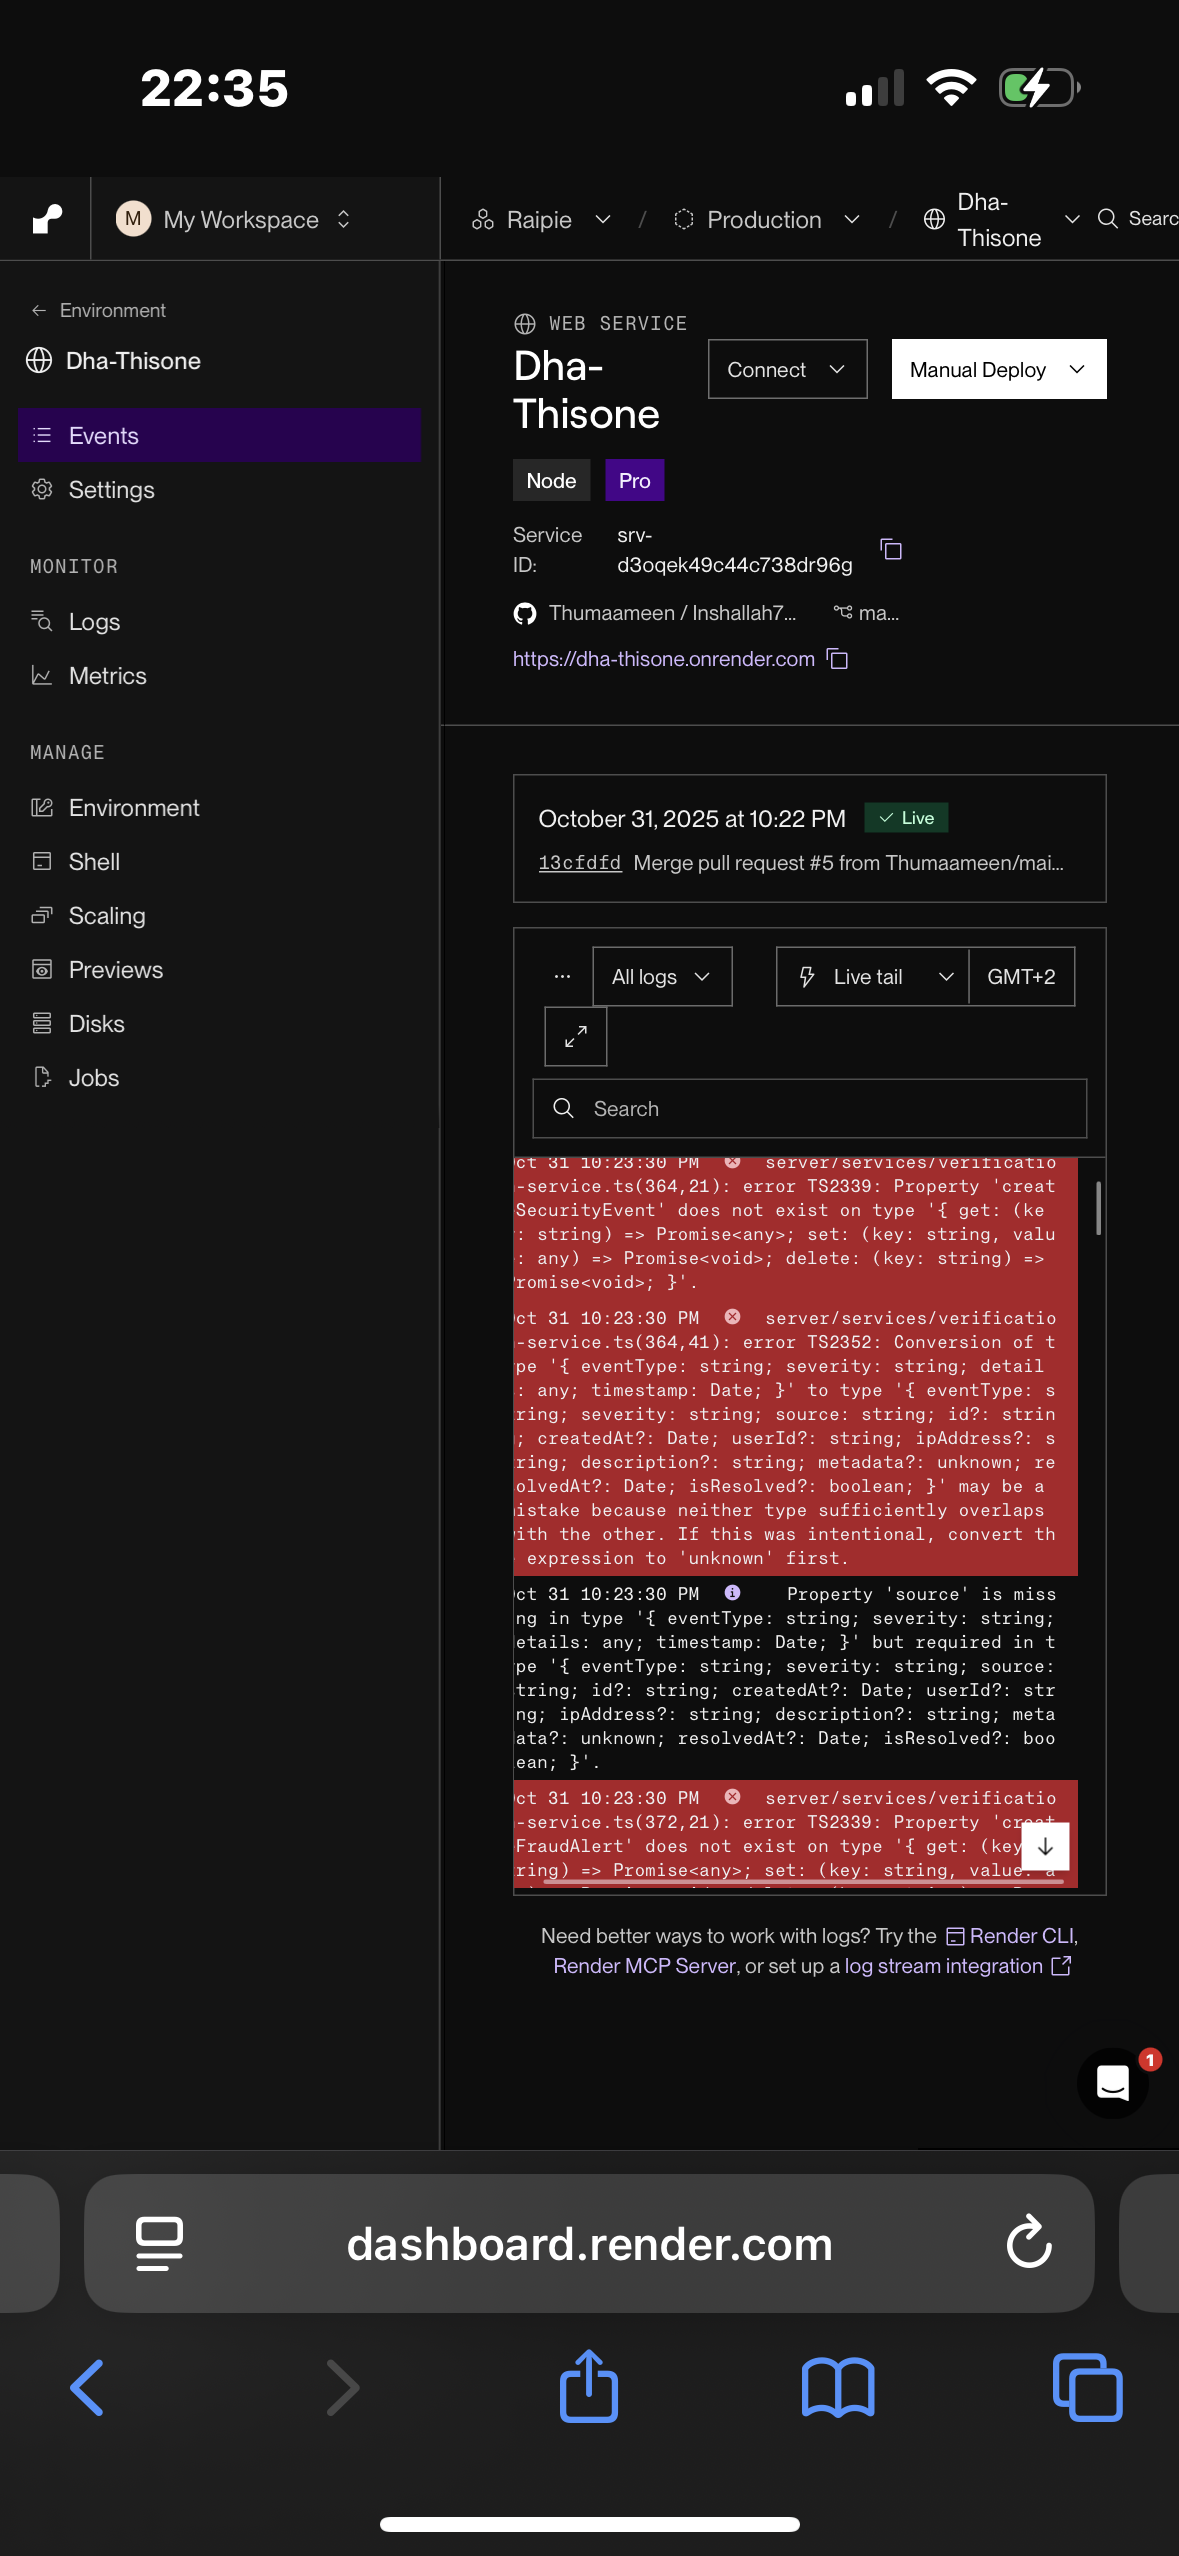 22:35
M My Workspace
Raipie / Production / Dha-Thisone
Searc
Environment
Dha-Thisone
Events
Settings
MONITOR
Logs
Metrics
MANAGE
Environment
Shell
Scaling
Previews
Disks
Jobs
WEB SERVICE
Dha-
Thisone
Connect
Manual Deploy
Node
Pro
Service
ID:
srv-
d3oqek49c44c738dr96g
Thumaameen / Inshallah7...
ma...
https://dha-thisone.onrender.com
October 31, 2025 at 10:22 PM
Live
13cfdfd Merge pull request #5 from Thumaameen/mai...
...
All logs
Live tail
GMT+2
Search
ct 31 10:23:30 PM server/services/verificatio
-service.ts(364,21): error TS2339: Property 'creat
SecurityEvent' does not exist on type '{ get: (ke
: string) => Promise<any>; set: (key: string, valu
: any) => Promise<void>; delete: (key: string) =>
romise<void>; }'.
ct 31 10:23:30 PM server/services/verificatio
-service.ts(364,41): error TS2352: Conversion of t
ype '{ eventType: string; severity: string; detail
: any; timestamp: Date; }' to type '{ eventType: s
ring; severity: string; source: string; id?: strin
; createdAt?: Date; userId?: string; ipAddress?: s
ring; description?: string; metadata?: unknown; re
olvedAt?: Date; isResolved?: boolean; }' may be a
istake because neither type sufficiently overlaps
ith the other. If this was intentional, convert th
expression to 'unknown' first.
ct 31 10:23:30 PM Property 'source' is miss
ng in type '{ eventType: string; severity: string;
etails: any; timestamp: Date; }' but required in t
ype '{ eventType: string; severity: string; source:
tring; id?: string; createdAt?: Date; userId?: str
ng; ipAddress?: string; description?: string; meta
ata?: unknown; resolvedAt?: Date; isResolved?: boo
ean; }'.
ct 31 10:23:30 PM server/services/verificatio
-service.ts(372,21): error TS2339: Property 'creat
FraudAlert' does not exist on type '{ get: (key
ring) => Promise<any>; set: (key: string, value: a
Need better ways to work with logs? Try the Render CLI,
Render MCP Server, or set up a log stream integration
1
dashboard.render.com